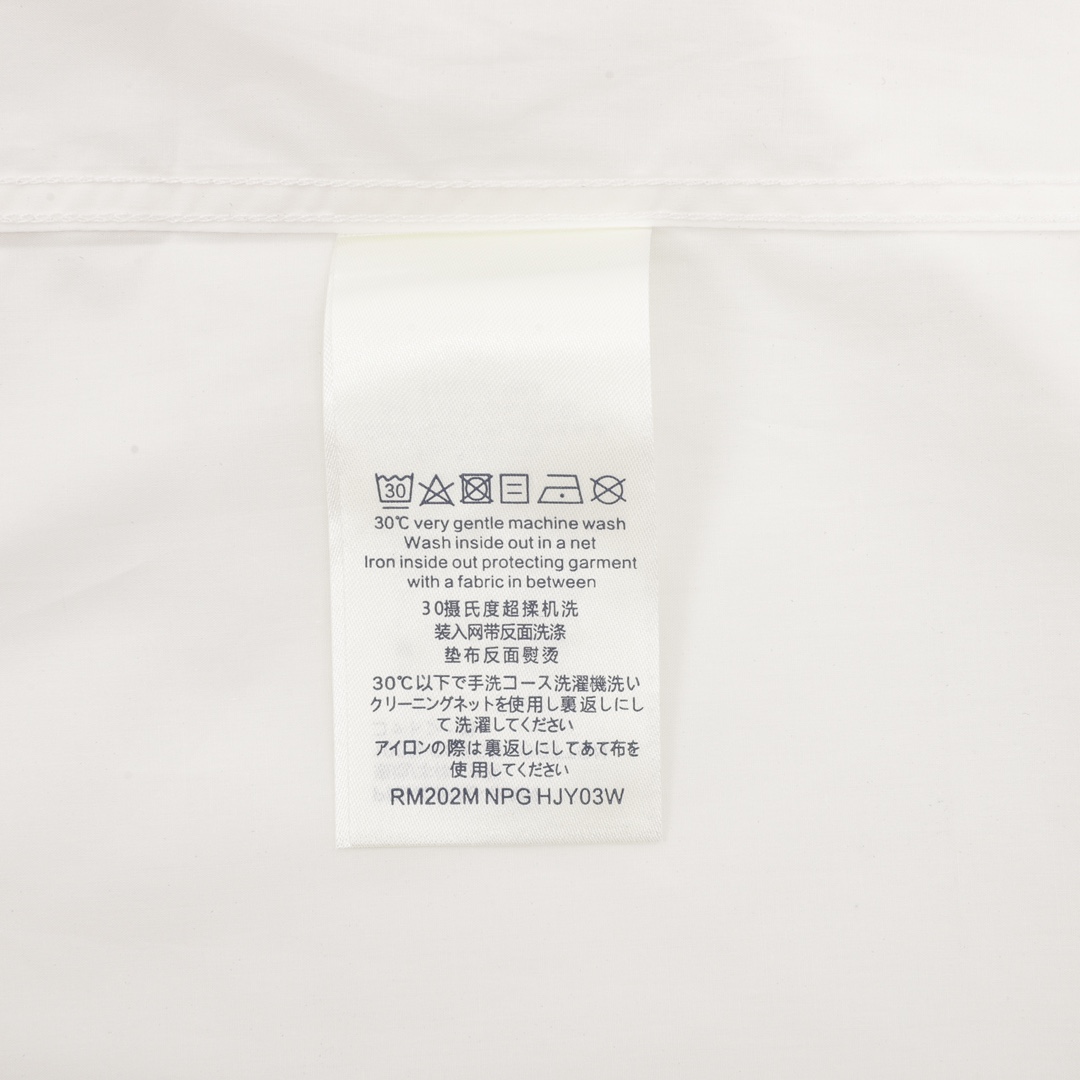 30
30℃ very gentle machine wash
Wash inside out in a net
Iron inside out protecting garment
with a fabric in between
30摄氏度超揉机洗
装入网带反面洗涤
垫布反面熨烫
30℃以下で手洗コース洗濯機洗い
クリーニングネットを使用し裏返しにし
て洗濯してください
アイロンの際は裏返しにしてあて布を
使用してください
RM202M NPG HJY03W